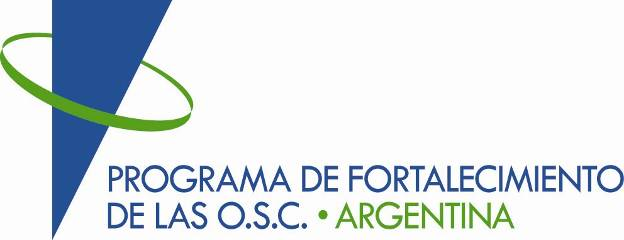 PROGRAMA DE FORTALECIMIENTO
DE LAS O.S.C. • ARGENTINA